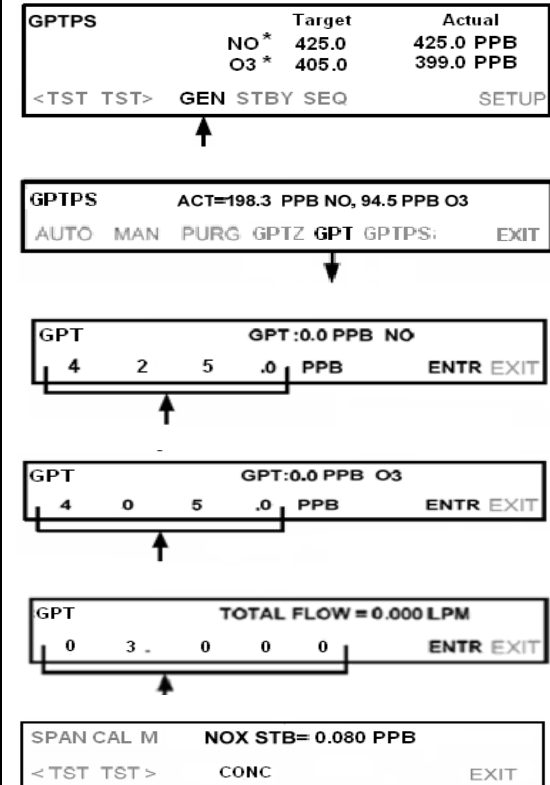 GPTPS Target Actual
NO* 425.0 425.0 PPB
O3 * 405.0 399.0 PPB
<TST TST> GEN STBY SEQ SETUP
GPTPS ACT=198.3 PPB NO, 94.5 PPB O3
AUTO MAN PURG GPTZ GPT GPTPS: EXIT
GPT GPT:0.0 PPB NO
4 2 5 .0 PPB ENTR EXIT
GPT GPT:0.0 PPB O3
4 0 5 .0 PPB ENTR EXIT
GPT TOTAL FLOW = 0.000 LPM
0 3. 0 0 0 ENTR EXIT
SPAN CAL M NOX STB= 0.080 PPB
< TST TST > CONC EXIT